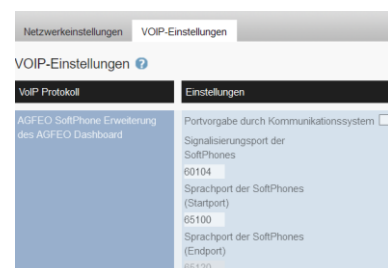 Netzwerkeinstellungen VOIP-Einstellungen
VOIP-Einstellungen ?
VoIP Protokoll Einstellungen
AGFEO SoftPhone Erweiterung
des AGFEO Dashboard
Portvorgabe durch Kommunikationssystem
Signalisierungsport der
SoftPhones
60104
Sprachport der SoftPhones
(Startport)
65100
Sprachport der SoftPhones
(Endport)